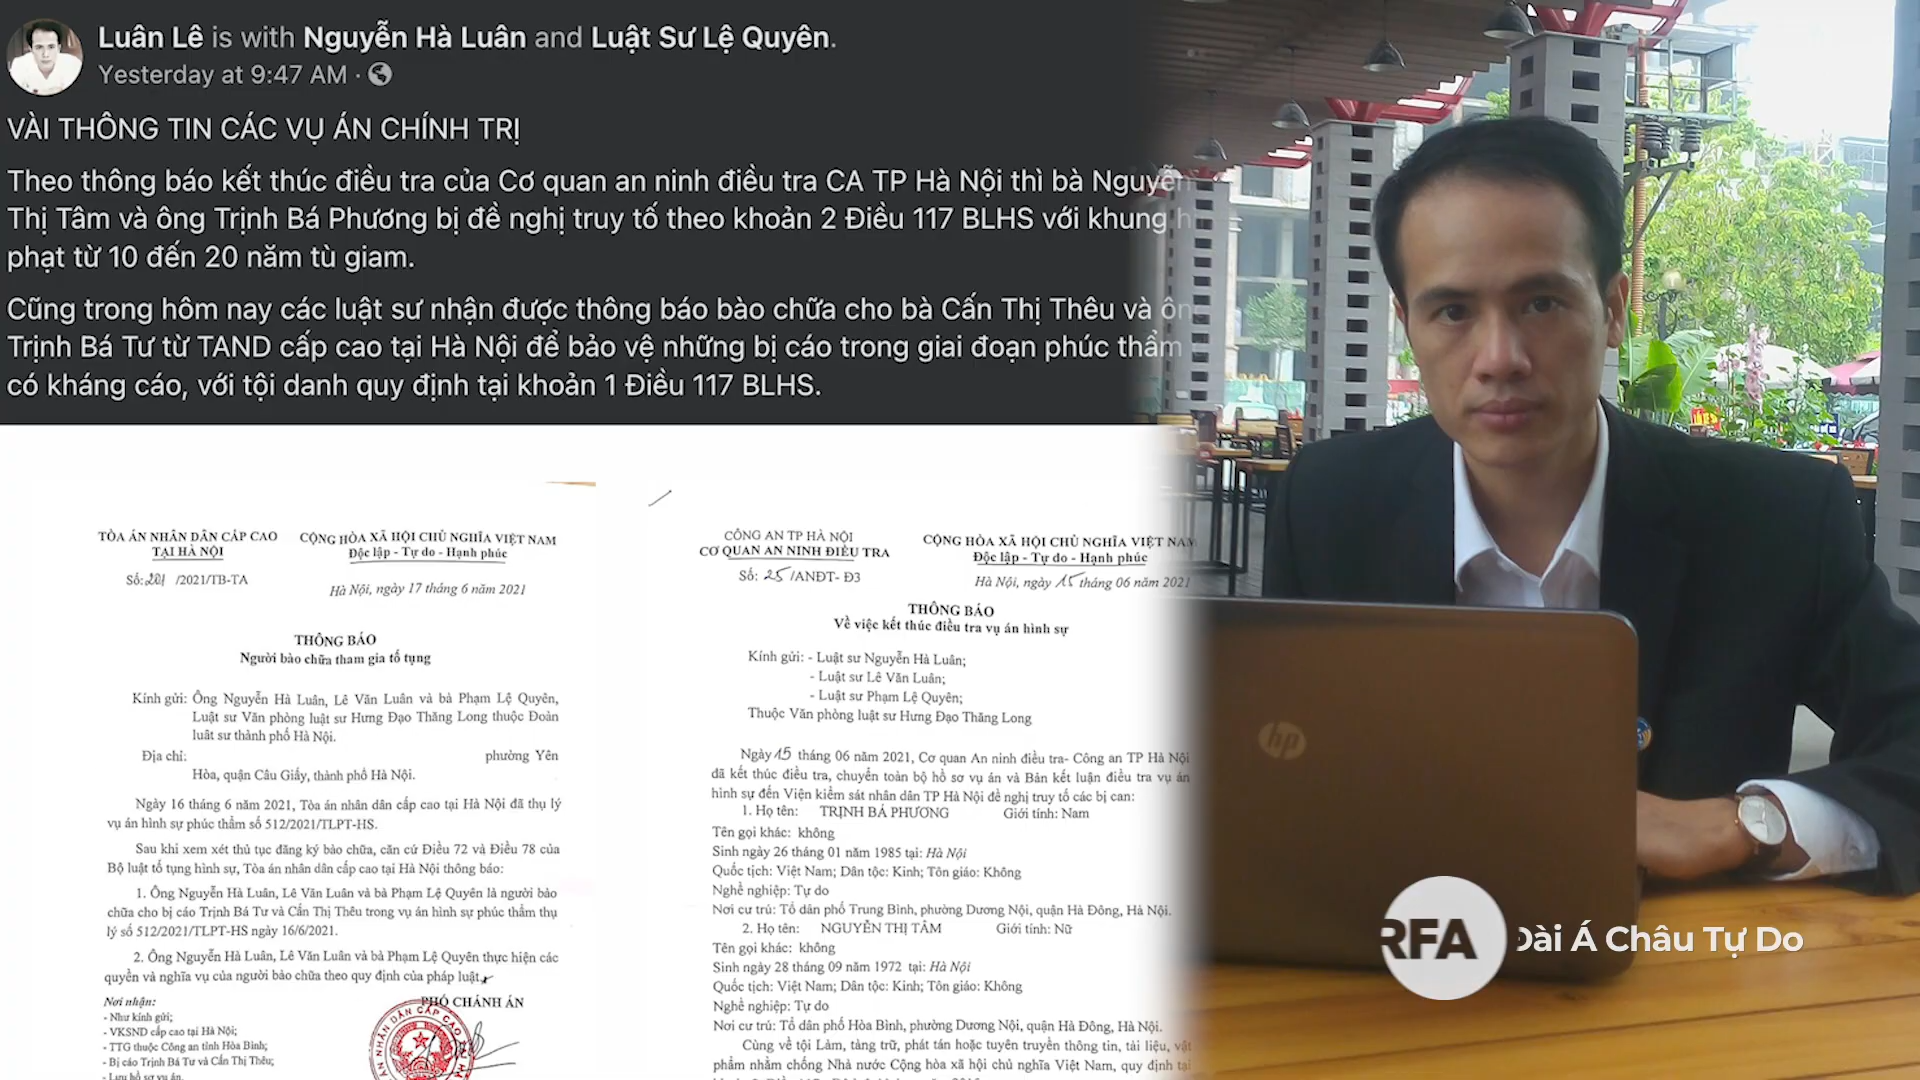 Luân Lê is with Nguyễn Hà Luân and Luật Sư Lệ Quyên.
Yesterday at 9:47 AM ·
VÀI THÔNG TIN CÁC VỤ ÁN CHÍNH TRỊ
Theo thông báo kết thúc điều tra của Cơ quan an ninh điều tra CA TP Hà Nội thì bà Nguyễn
Thị Tâm và ông Trịnh Bá Phương bị đề nghị truy tố theo khoản 2 Điều 117 BLHS với khung
phạt từ 10 đến 20 năm tù giam.
Cũng trong hôm nay các luật sư nhận được thông báo bào chữa cho bà Cấn Thị Thêu và
Trịnh Bá Tư từ TAND cấp cao tại Hà Nội để bảo vệ những bị cáo trong giai đoạn phúc thẩm
có kháng cáo, với tội danh quy định tại khoản 1 Điều 117 BLHS.
TÒA ÁN NHÂN DÂN CẤP CAO
TẠI HÀ NỘI
Số: 201 /2021/TB-TA
CỘNG HÒA XÃ HỘI CHỦ NGHĨA VIỆT NAM
Độc lập - Tự do - Hạnh phúc
Hà Nội, ngày 17 tháng 6 năm 2021
THÔNG BÁO
Người bào chữa tham gia tố tụng
Kính gửi: Ông Nguyễn Hà Luân, Lê Văn Luân và bà Phạm Lệ Quyên,
Luật sư Văn phòng luật sư Hưng Đạo Thăng Long thuộc Đoàn
luật sư thành phố Hà Nội.
Địa chỉ: phường Yên
Hòa, quận Cầu Giấy, thành phố Hà Nội.
Ngày 16 tháng 6 năm 2021, Tòa án nhân dân cấp cao tại Hà Nội đã thụ lý
vụ án hình sự phúc thẩm số 512/2021/TLPT-HS.
Sau khi xem xét thủ tục đăng ký bào chữa, căn cứ Điều 72 và Điều 78 của
Bộ luật tố tụng hình sự, Tòa án nhân dân cấp cao tại Hà Nội thông báo:
1. Ông Nguyễn Hà Luân, Lê Văn Luân và bà Phạm Lệ Quyên là người bào
chữa cho bị cáo Trịnh Bá Tư và Cấn Thị Thêu trong vụ án hình sự phúc thẩm thụ
lý số 512/2021/TLPT-HS ngày 16/6/2021.
2. Ông Nguyễn Hà Luân, Lê Văn Luân và bà Phạm Lệ Quyên thực hiện các
quyền và nghĩa vụ của người bào chữa theo quy định của pháp luật.
Nơi nhận:
- Như kính gửi;
- VKSND cấp cao tại Hà Nội;
- TTG thuộc Công an tỉnh Hòa Bình;
- Bị cáo Trịnh Bá Tư và Cấn Thị Thêu;
- Lưu hồ sơ vụ án.
PHÓ CHÁNH ÁN
CÔNG AN TP HÀ NỘI
CƠ QUAN AN NINH ĐIỀU TRA
Số: 25 /ANĐT- Đ3
CỘNG HÒA XÃ HỘI CHỦ NGHĨA VIỆT NAM
Độc lập - Tự do - Hạnh phúc
Hà Nội, ngày 15 tháng 06 năm 2021
THÔNG BÁO
Về việc kết thúc điều tra vụ án hình sự
Kính gửi: - Luật sư Nguyễn Hà Luân;
- Luật sư Lê Văn Luân;
- Luật sư Phạm Lệ Quyên;
Thuộc Văn phòng luật sư Hưng Đạo Thăng Long
Ngày 15 tháng 06 năm 2021, Cơ quan An ninh điều tra- Công an TP Hà Nội
đã kết thúc điều tra, chuyển toàn bộ hồ sơ vụ án và Bản kết luận điều tra vụ án
hình sự đến Viện kiểm sát nhân dân TP Hà Nội đề nghị truy tố các bị can:
1. Họ tên: TRỊNH BÁ PHƯƠNG Giới tính: Nam
Tên gọi khác: không
Sinh ngày 26 tháng 01 năm 1985 tại: Hà Nội
Quốc tịch: Việt Nam; Dân tộc: Kinh; Tôn giáo: Không
Nghề nghiệp: Tự do
Nơi cư trú: Tổ dân phố Trung Bình, phường Dương Nội, quận Hà Đông, Hà Nội.
2. Họ tên: NGUYỄN THỊ TÂM Giới tính: Nữ
Tên gọi khác: không
Sinh ngày 28 tháng 09 năm 1972 tại: Hà Nội
Quốc tịch: Việt Nam; Dân tộc: Kinh; Tôn giáo: Không
Nghề nghiệp: Tự do
Nơi cư trú: Tổ dân phố Hòa Bình, phường Dương Nội, quận Hà Đông, Hà Nội.
Cùng về tội Làm, tàng trữ, phát tán hoặc tuyên truyền thông tin, tài liệu, vật
phẩm nhằm chống Nhà nước Cộng hòa xã hội chủ nghĩa Việt Nam, quy định tại
hp
RFA Đài Á Châu Tự Do